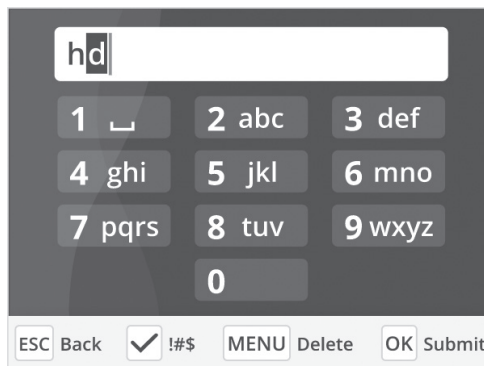 hd
1 ⎵ 2 abc 3 def
4 ghi 5 jkl 6 mno
7 pqrs 8 tuv 9 wxyz
0
ESC Back ✓ !#$ MENU Delete OK Submit